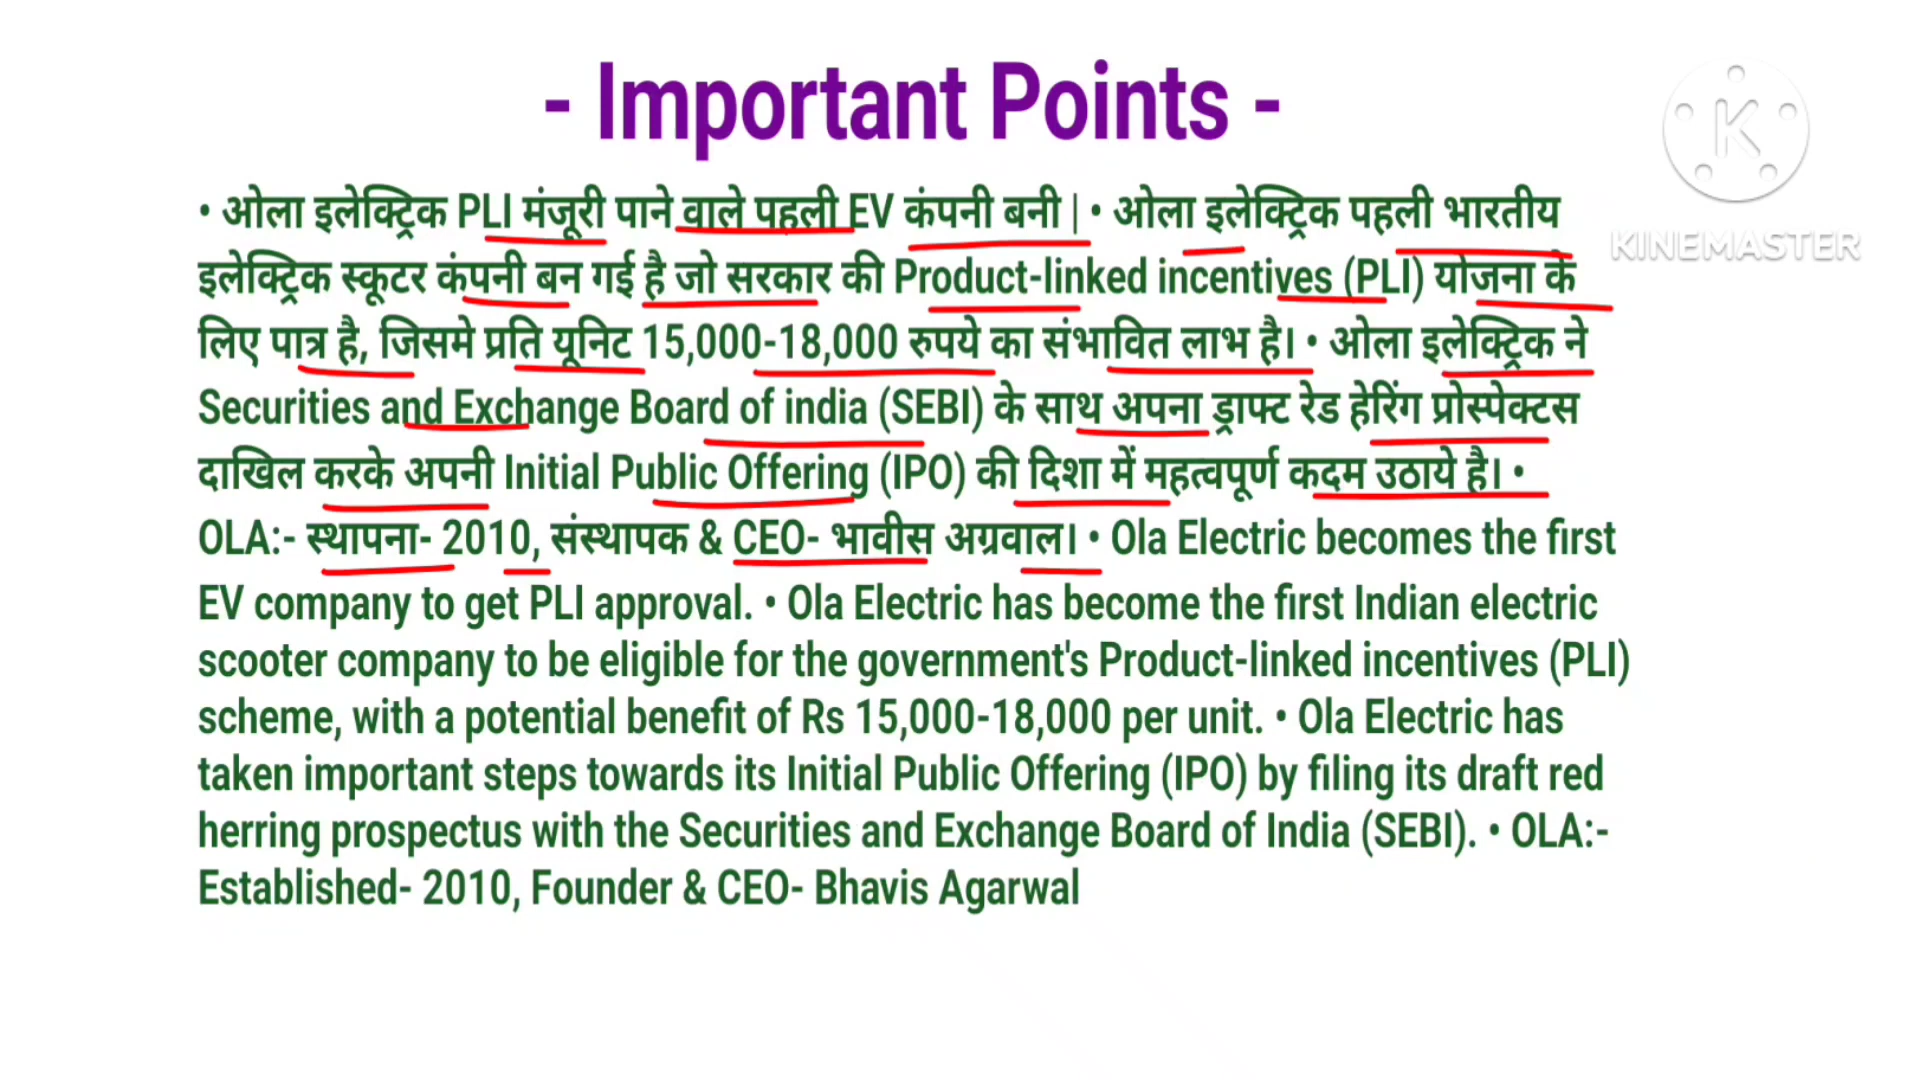 - Important Points -
• ओला इलेक्ट्रिक PLI मंजूरी पाने वाले पहली EV कंपनी बनी | • ओला इलेक्ट्रिक पहली भारतीय
इलेक्ट्रिक स्कूटर कंपनी बन गई है जो सरकार की Product-linked incentives (PLI) योजना के
लिए पात्र है, जिसमे प्रति यूनिट 15,000-18,000 रुपये का संभावित लाभ है। • ओला इलेक्ट्रिक ने
Securities and Exchange Board of india (SEBI) के साथ अपना ड्राफ्ट रेड हेरिंग प्रोस्पेक्टस
दाखिल करके अपनी Initial Public Offering (IPO) की दिशा में महत्वपूर्ण कदम उठाये है। •
OLA:- स्थापना- 2010, संस्थापक & CEO- भावीस अग्रवाल। • Ola Electric becomes the first
EV company to get PLI approval. • Ola Electric has become the first Indian electric
scooter company to be eligible for the government's Product-linked incentives (PLI)
scheme, with a potential benefit of Rs 15,000-18,000 per unit. • Ola Electric has
taken important steps towards its Initial Public Offering (IPO) by filing its draft red
herring prospectus with the Securities and Exchange Board of India (SEBI). • OLA:-
Established- 2010, Founder & CEO- Bhavis Agarwal
K
KINEMASTER